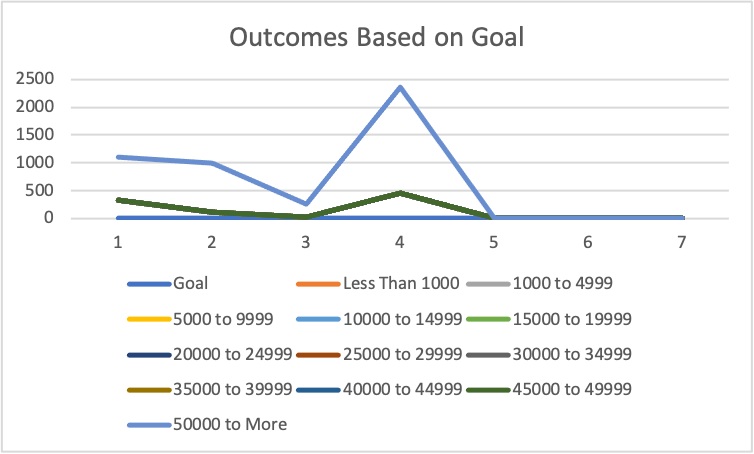 Outcomes Based on Goal
2500
2000
1500
1000
500
0
1 2 3 4 5 6 7
Goal Less Than 1000 1000 to 4999
5000 to 9999 10000 to 14999 15000 to 19999
20000 to 24999 25000 to 29999 30000 to 34999
35000 to 39999 40000 to 44999 45000 to 49999
50000 to More